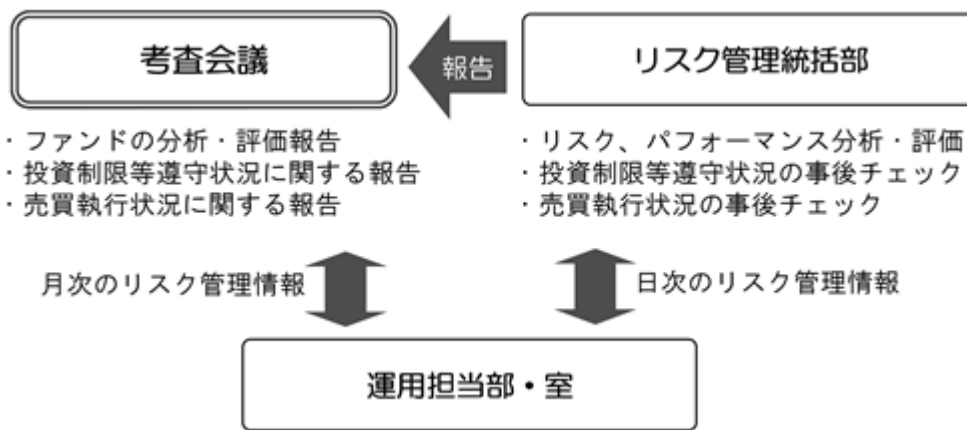 考査会議
報告
リスク管理統括部
・ファンドの分析・評価報告
・投資制限等遵守状況に関する報告
・売買執行状況に関する報告
・リスク、パフォーマンス分析・評価
・投資制限等遵守状況の事後チェック
・売買執行状況の事後チェック
月次のリスク管理情報
日次のリスク管理情報
運用担当部・室